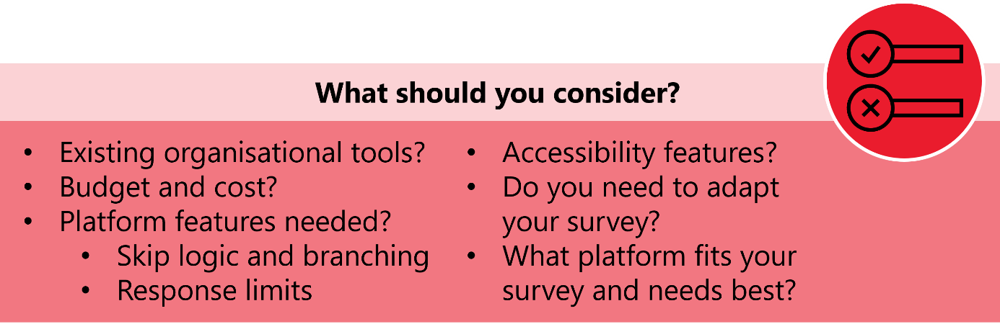 What should you consider?
• Existing organisational tools?
• Budget and cost?
• Platform features needed?
• Skip logic and branching
• Response limits
• Accessibility features?
• Do you need to adapt
your survey?
• What platform fits your
survey and needs best?